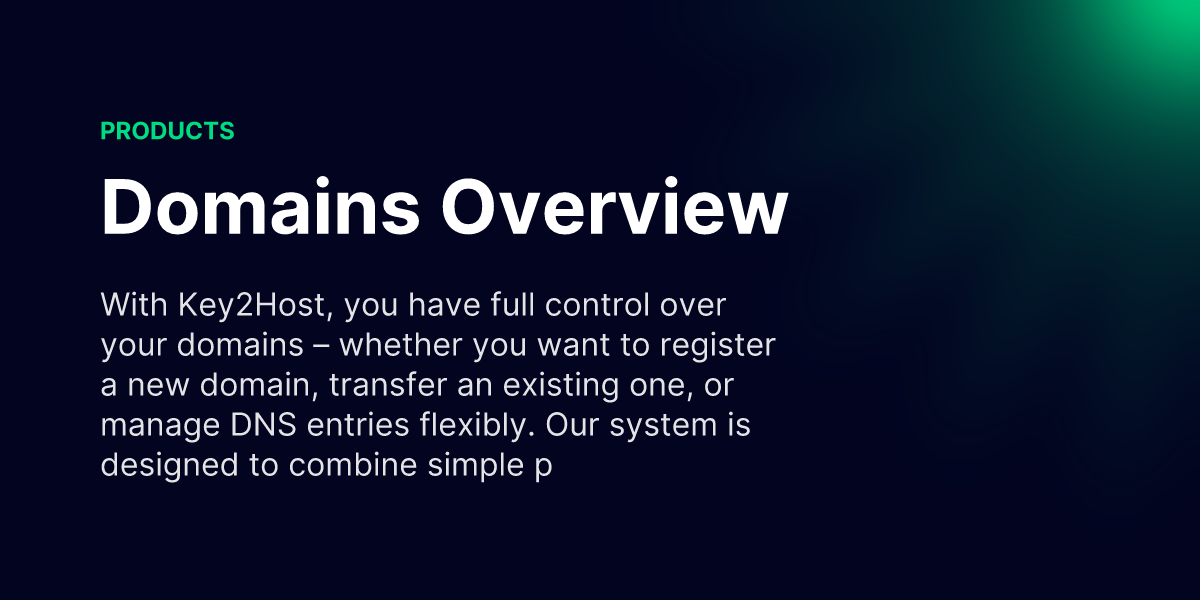 PRODUCTS
Domains Overview
With Key2Host, you have full control over
your domains – whether you want to register
a new domain, transfer an existing one, or
manage DNS entries flexibly. Our system is
designed to combine simple p